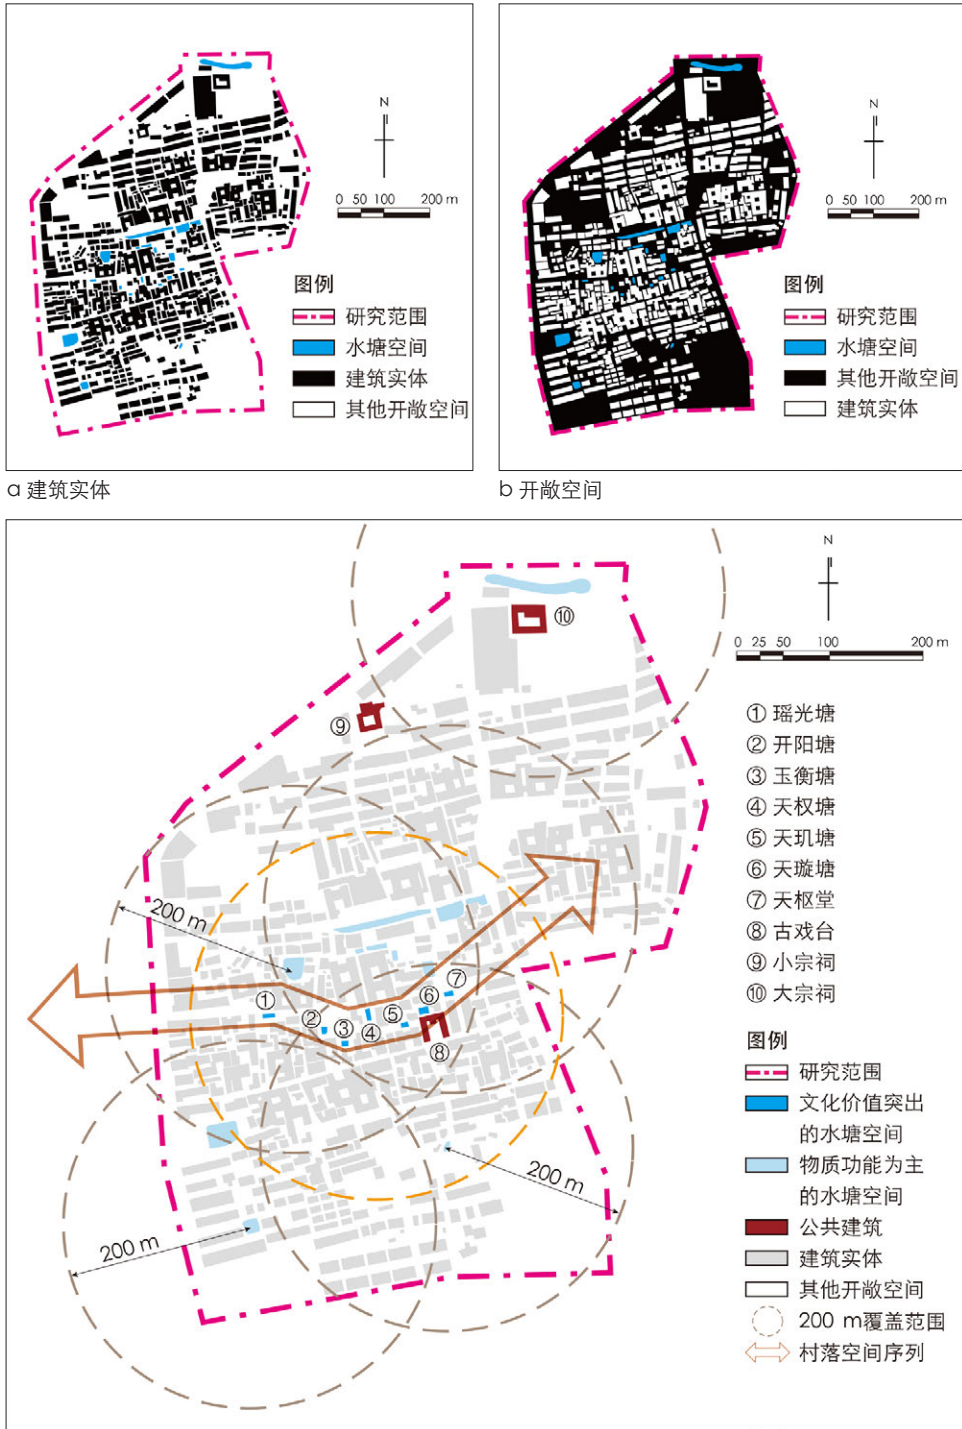 N
0 50 100 200 m
图例
研究范围
水塘空间
建筑实体
其他开敞空间
a 建筑实体
N
0 50 100 200 m
图例
研究范围
水塘空间
其他开敞空间
建筑实体
b 开敞空间
N
0 25 50 100 200 m
⑩
⑨
200 m
①
②
③
④
⑤
⑥
⑦
⑧
200 m
200 m
① 瑶光塘
② 开阳塘
③ 玉衡塘
④ 天权塘
⑤ 天玑塘
⑥ 天璇塘
⑦ 天枢堂
⑧ 古戏台
⑨ 小宗祠
⑩ 大宗祠
图例
研究范围
文化价值突出
的水塘空间
物质功能为主
的水塘空间
公共建筑
建筑实体
其他开敞空间
200 m覆盖范围
村落空间序列